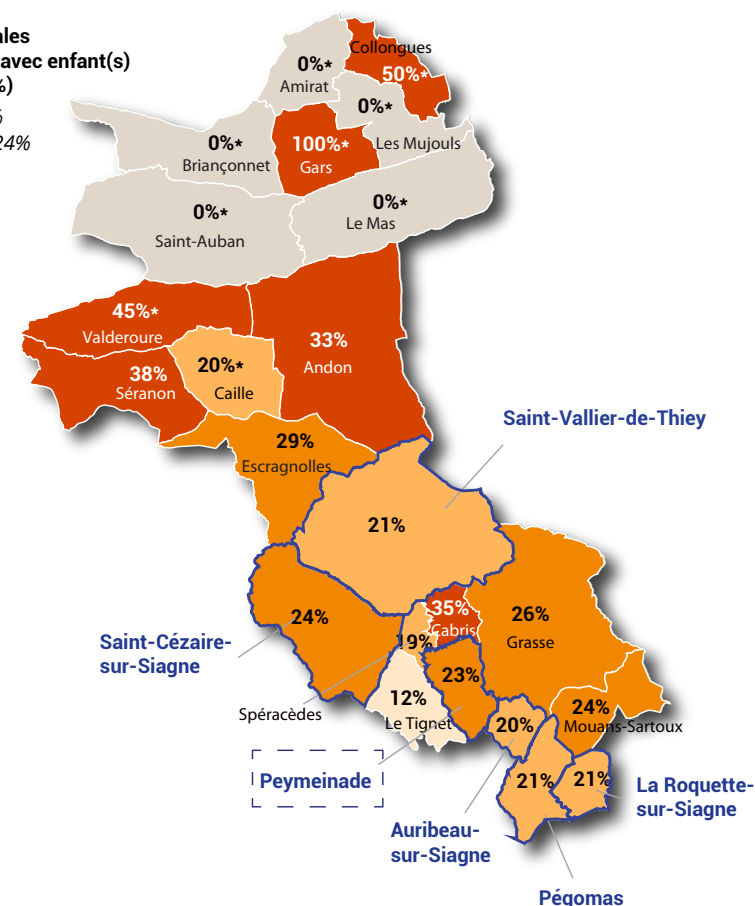 ales
avec enfant(s)
%)
%
24%
Collongues
0%*
Amirat
50%*
0%*
Les Mujouls
0%*
Briançonnet
100%*
Gars
0%*
Saint-Auban
0%*
Le Mas
45%*
Valderoure
33%
Andon
38%
Séranon
20%*
Caille
Saint-Vallier-de-Thiey
29%
Escragnolles
21%
24%
35%
Cabris
26%
Grasse
19%
Saint-Cézaire-
sur-Siagne
23%
12%
Le Tignet
Spéracèdes
24%
Mouans-Sartoux
20%
Peymeinade
21%
21%
La Roquette-
sur-Siagne
Auribeau-
sur-Siagne
Pégomas